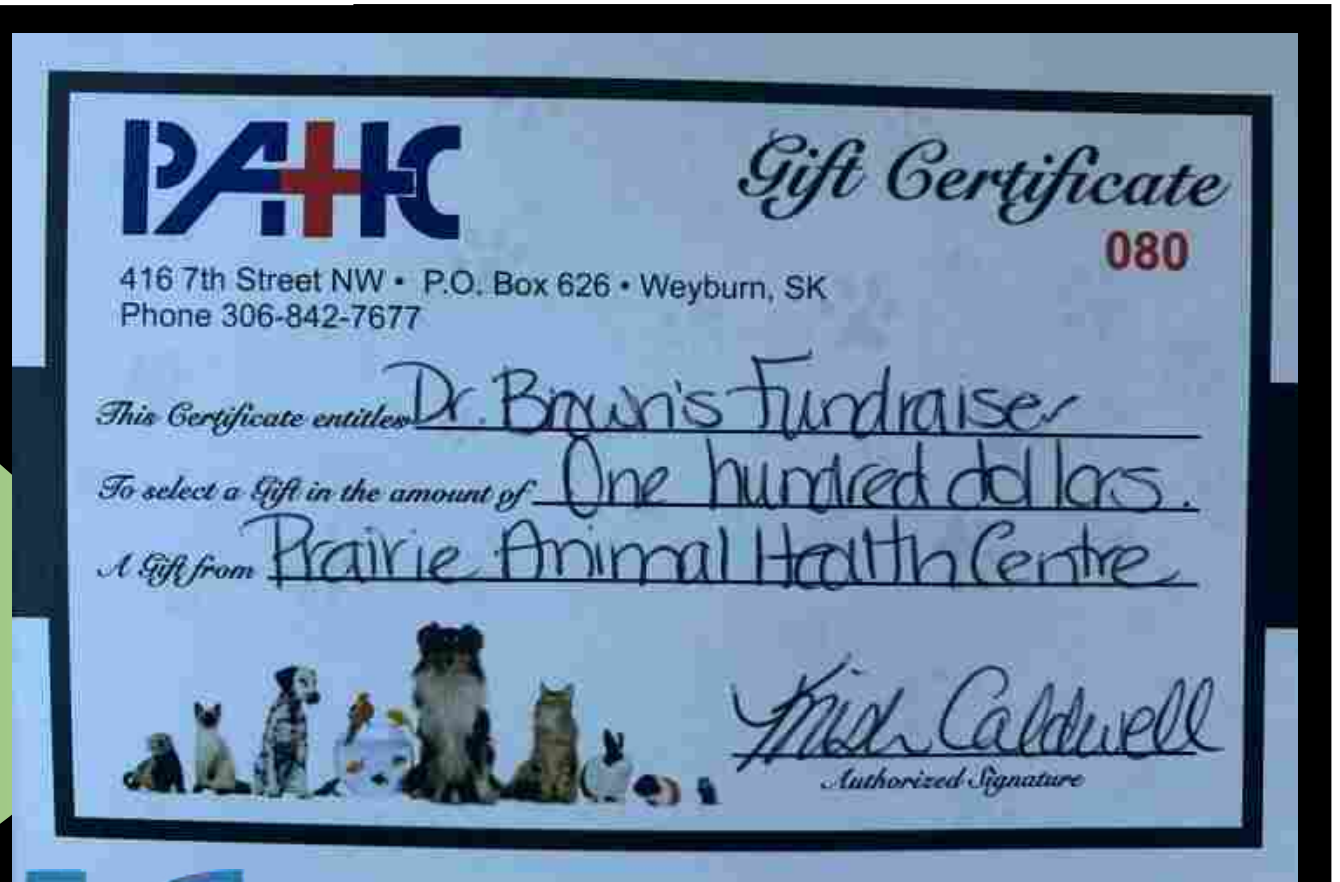 PAHC
Gift Certificate
080
416 7th Street NW • P.O. Box 626 • Weyburn, SK
Phone 306-842-7677
This Certificate entitles Dr. Brown's Fundraiser
To select a Gift in the amount of One hundred dollars.
A Gift from Prairie Animal Health Centre
Caldwell
Authorized Signature